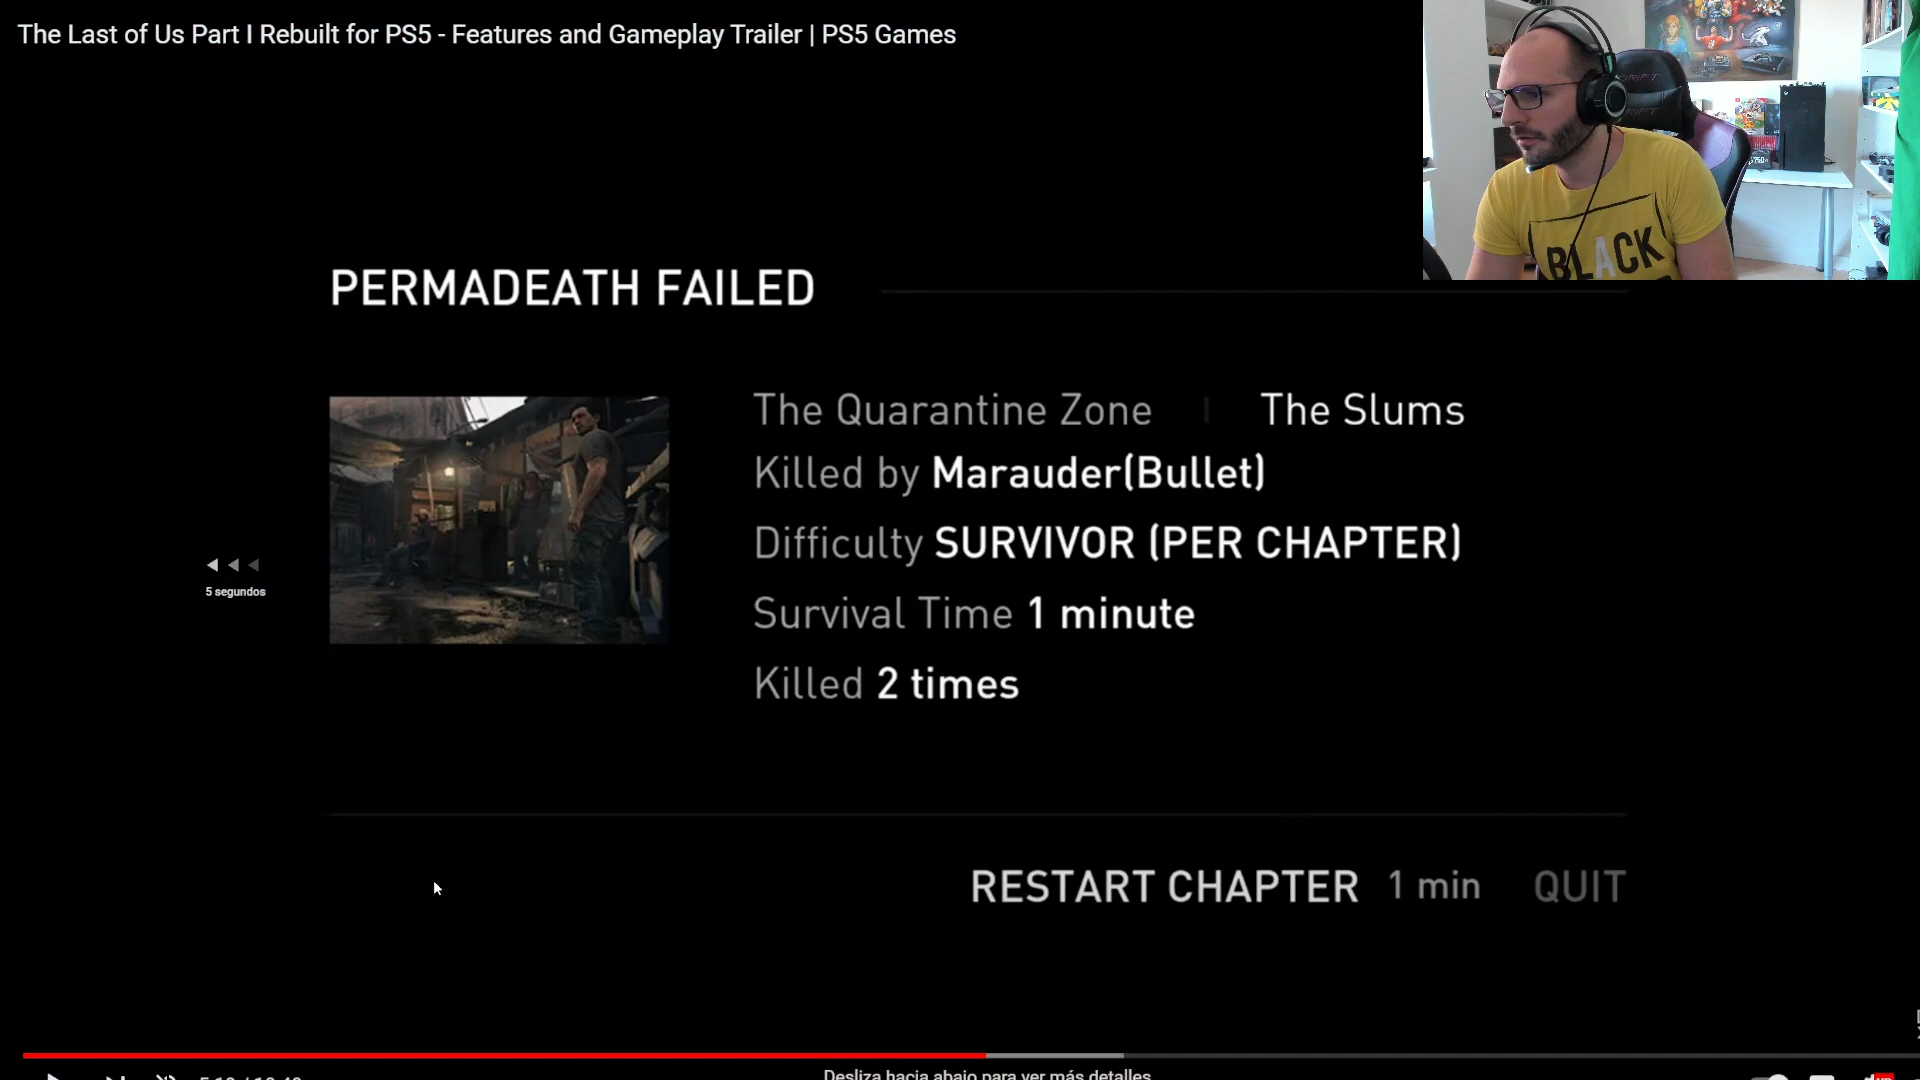 The Last of Us Part I Rebuilt for PS5 - Features and Gameplay Trailer | PS5 Games
BLACK
PERMADEATH FAILED
The Quarantine Zone | The Slums
Killed by Marauder(Bullet)
Difficulty SURVIVOR (PER CHAPTER)
5 segundos
Survival Time 1 minute
Killed 2 times
RESTART CHAPTER 1 min QUIT
Desliza hacia abajo para ver más detalles